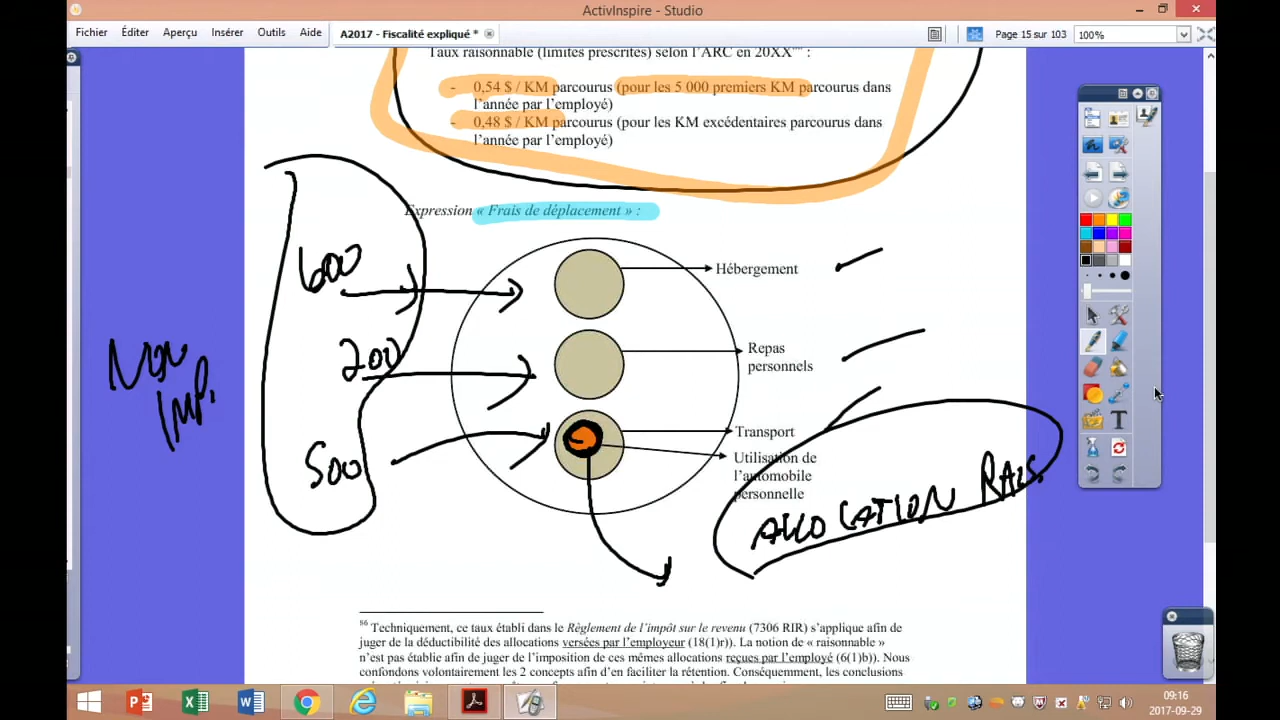 ActivInspire - Studio
Fichier Éditer Aperçu Insérer Outils Aide A2017 - Fiscalité expliqué * Page 15 sur 103 100%
Taux raisonnable (limites prescrites) selon l'ARC en 20XX :
- 0,54 $ / KM parcourus (pour les 5 000 premiers KM parcourus dans
l'année par l'employé)
- 0,48 $ / KM parcourus (pour les KM excédentaires parcourus dans
l'année par l'employé)
Expression « Frais de déplacement » :
600
Hébergement
NON
IMP.
200
Repas
personnels
500
Transport
Utilisation de
l'automobile
personnelle
ALLOCATION RAIS.
96 Techniquement, ce taux établi dans le Règlement de l'impôt sur le revenu (7306 RIR) s'applique afin de
juger de la déductibilité des allocations versées par l'employeur (18(1)r)). La notion de « raisonnable »
n'est pas établie afin de juger de l'imposition de ces mêmes allocations reçues par l'employé (6(1)b)). Nous
confondons volontairement les 2 concepts afin d'en faciliter la rétention. Conséquemment, les conclusions
09:16
2017-09-29